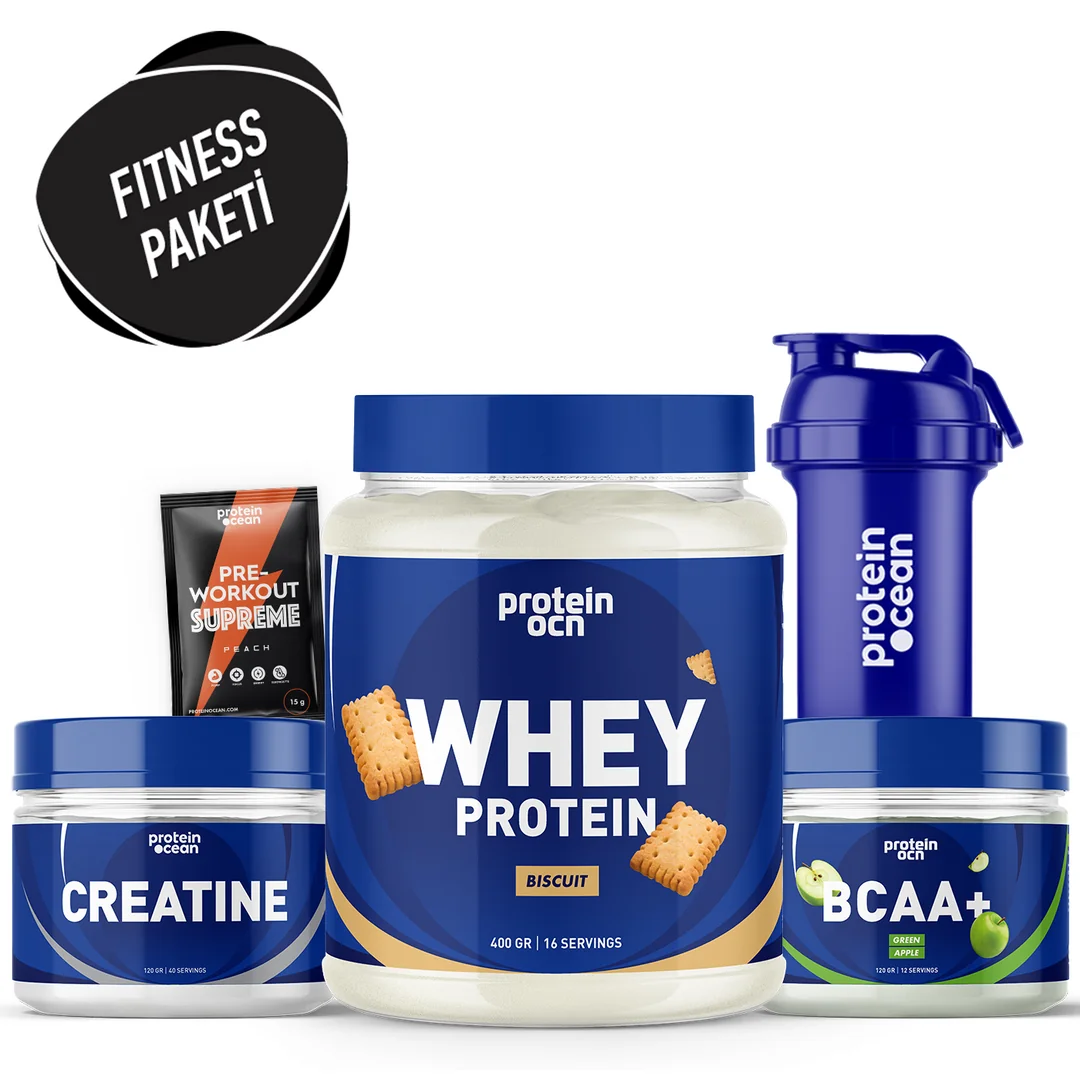 FITNESS
PAKETİ
protein
ocean
PRE-
WORKOUT
SUPREME
PEACH
PROTEINOCEAN.COM
15 g
protein
ocn
WHEY
PROTEIN
BISCUIT
400 GR | 16 SERVINGS
protein
ocean
protein
ocean
CREATINE
120 GR | 40 SERVINGS
protein
ocn
BCAA+
GREEN
APPLE
120 GR | 12 SERVINGS